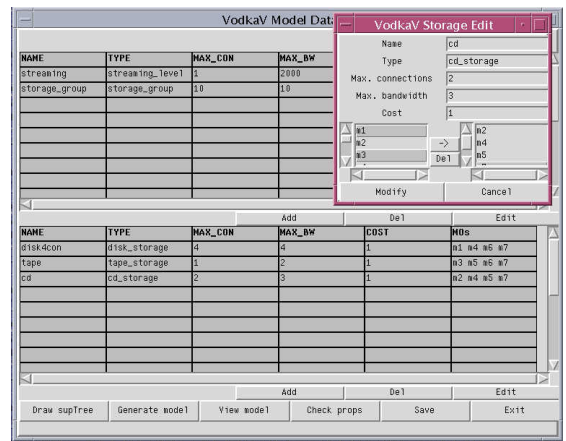 VodkaV Model Data
VodkaV Storage Edit
Name cd
Type cd_storage
Max. connections 2
Max. bandwidth 3
Cost 1
m1
m2
m3
->
Del
m2
m4
m5
Modify Cancel
NAME TYPE MAX_CON MAX_BW
streaming streaming_level 1 2000
storage_group storage_group 10 10
Add Del Edit
NAME TYPE MAX_CON MAX_BW COST MOs
disk4con disk_storage 4 4 1 m1 m4 m6 m7
tape tape_storage 1 2 1 m3 m5 m6 m7
cd cd_storage 2 3 1 m2 m4 m5 m7
Add Del Edit
Draw supTree Generate model View model Check props Save Exit